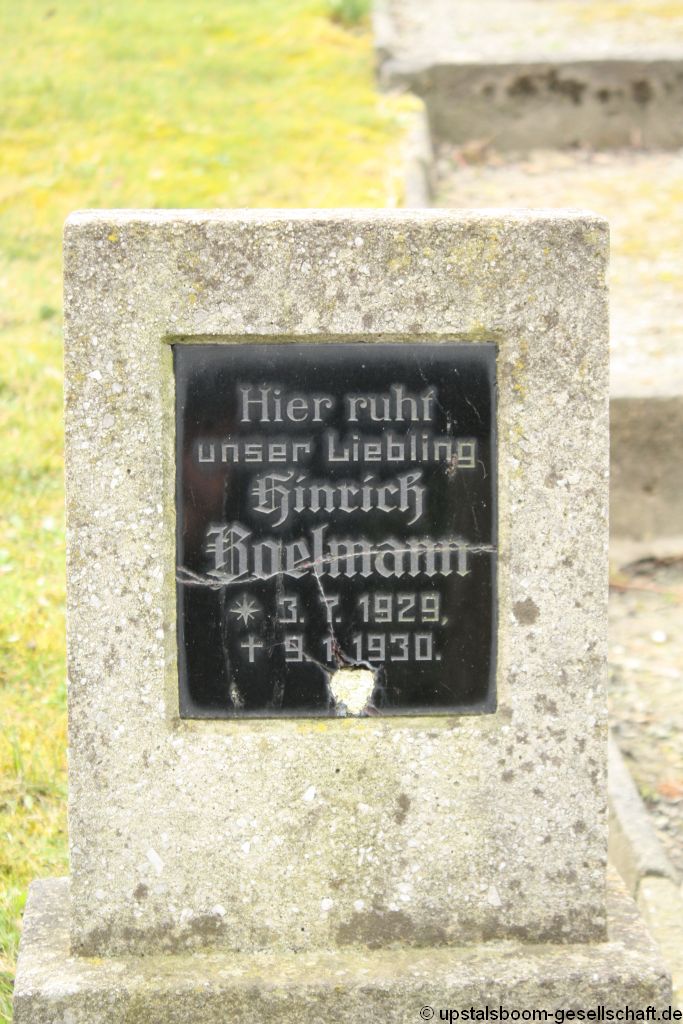 Hier ruht
unser Liebling
Hinrich
Boelmann
* 3. 7. 1929,
† 9. 1. 1930.
© upstalsboom-gesellschaft.de